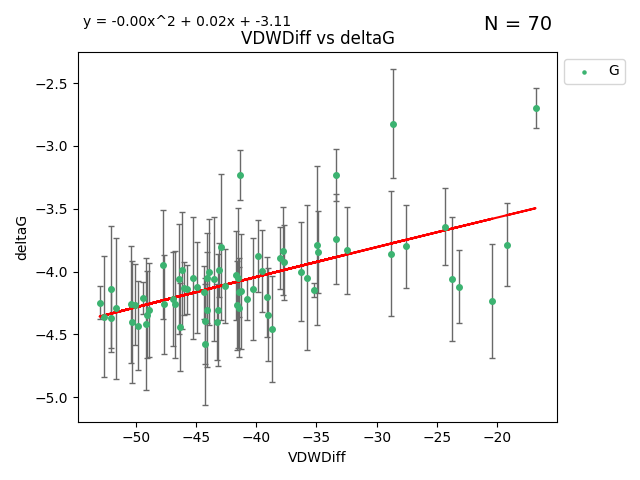 y = -0.00x^2 + 0.02x + -3.11
N = 70
VDWDiff vs deltaG
G
deltaG
−2.5
−3.0
−3.5
−4.0
−4.5
−5.0
−50
−45
−40
−35
−30
−25
−20
VDWDiff